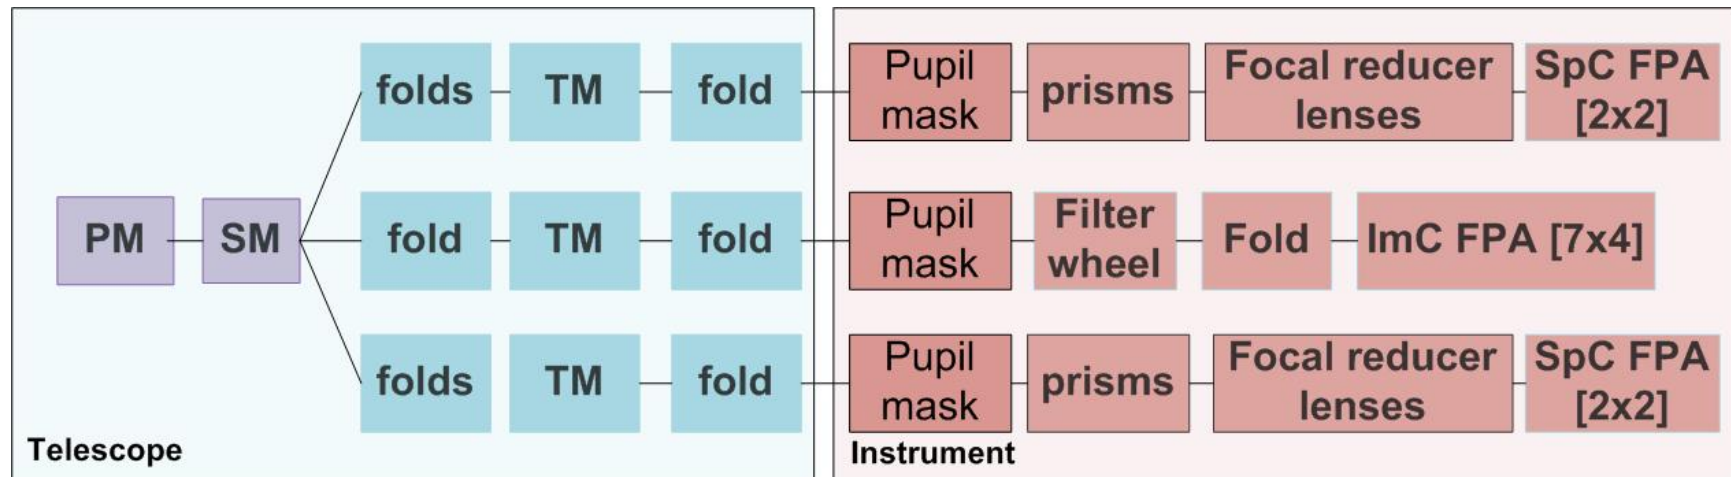 folds
TM
fold
Pupil
mask
prisms
Focal reducer
lenses
SpC FPA
[2x2]
PM
SM
fold
TM
fold
Pupil
mask
Filter
wheel
Fold
ImC FPA [7x4]
folds
TM
fold
Pupil
mask
prisms
Focal reducer
lenses
SpC FPA
[2x2]
Telescope
Instrument